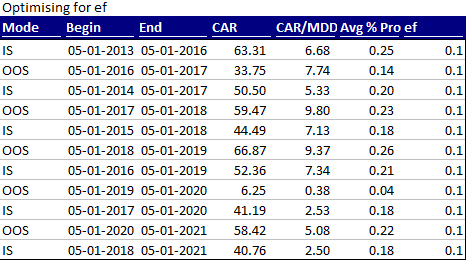 Optimising for ef
Mode Begin End CAR CAR/MDD Avg % Pro ef
IS 05-01-2013 05-01-2016 63.31 6.68 0.25 0.1
OOS 05-01-2016 05-01-2017 33.75 7.74 0.14 0.1
IS 05-01-2014 05-01-2017 50.50 5.33 0.20 0.1
OOS 05-01-2017 05-01-2018 59.47 9.80 0.23 0.1
IS 05-01-2015 05-01-2018 44.49 7.13 0.18 0.1
OOS 05-01-2018 05-01-2019 66.87 9.37 0.26 0.1
IS 05-01-2016 05-01-2019 52.36 7.34 0.21 0.1
OOS 05-01-2019 05-01-2020 6.25 0.38 0.04 0.1
IS 05-01-2017 05-01-2020 41.19 2.53 0.18 0.1
OOS 05-01-2020 05-01-2021 58.42 5.08 0.22 0.1
IS 05-01-2018 05-01-2021 40.76 2.50 0.18 0.1